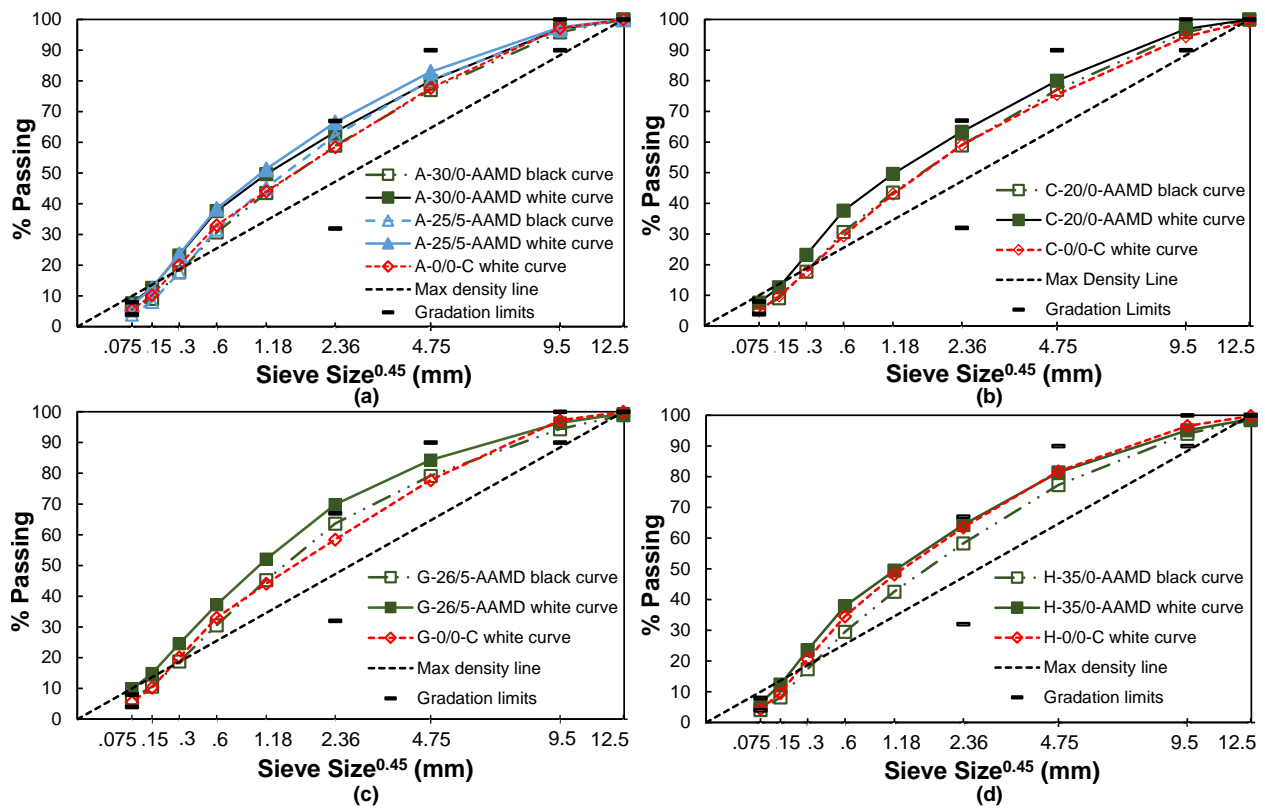 100
90
80
70
60
50
40
30
20
10
0
% Passing
A-30/0-AAMD black curve
A-30/0-AAMD white curve
A-25/5-AAMD black curve
A-25/5-AAMD white curve
A-0/0-C white curve
Max density line
Gradation limits
.075 .15 .3 .6 1.18 2.36 4.75 9.5 12.5
Sieve Size^0.45 (mm)
(a)
100
90
80
70
60
50
40
30
20
10
0
% Passing
C-20/0-AAMD black curve
C-20/0-AAMD white curve
C-0/0-C white curve
Max Density Line
Gradation Limits
.075 .15 .3 .6 1.18 2.36 4.75 9.5 12.5
Sieve Size^0.45 (mm)
(b)
100
90
80
70
60
50
40
30
20
10
0
% Passing
G-26/5-AAMD black curve
G-26/5-AAMD white curve
G-0/0-C white curve
Max density line
Gradation limits
.075 .15 .3 .6 1.18 2.36 4.75 9.5 12.5
Sieve Size^0.45 (mm)
(c)
100
90
80
70
60
50
40
30
20
10
0
% Passing
H-35/0-AAMD black curve
H-35/0-AAMD white curve
H-0/0-C white curve
Max density line
Gradation limits
.075 .15 .3 .6 1.18 2.36 4.75 9.5 12.5
Sieve Size^0.45 (mm)
(d)